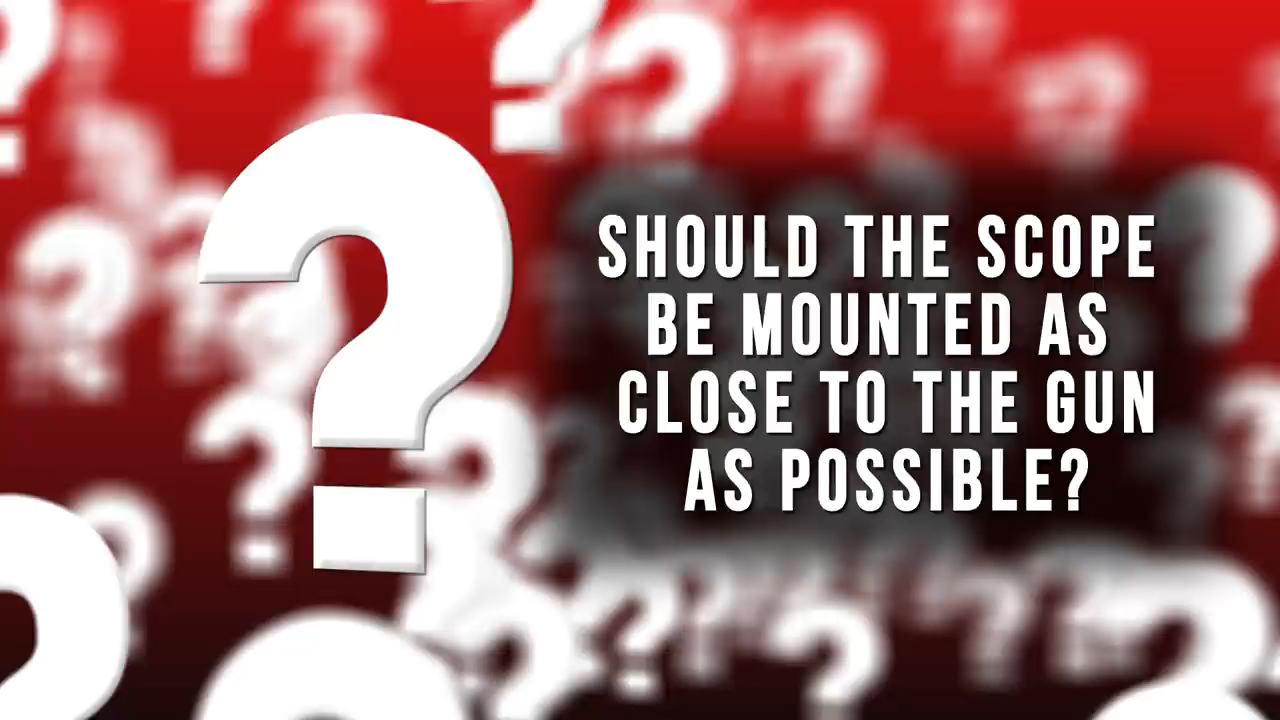 SHOULD THE SCOPE
BE MOUNTED AS
CLOSE TO THE GUN
AS POSSIBLE?